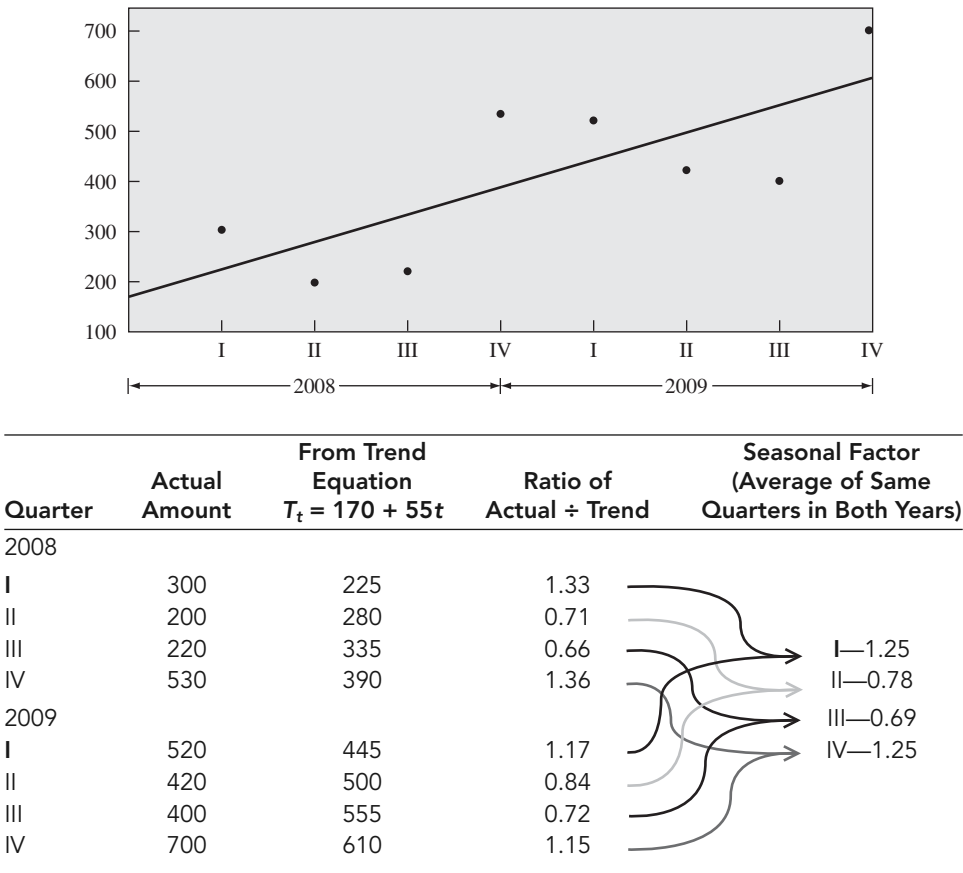 700
600
500
400
300
200
100
I II III IV I II III IV
2008 2009
From Trend Seasonal Factor
Actual Equation Ratio of (Average of Same
Quarter Amount Tt = 170 + 55t Actual ÷ Trend Quarters in Both Years)
2008
I 300 225 1.33
II 200 280 0.71
III 220 335 0.66 I—1.25
IV 530 390 1.36 II—0.78
2009 III—0.69
I 520 445 1.17 IV—1.25
II 420 500 0.84
III 400 555 0.72
IV 700 610 1.15